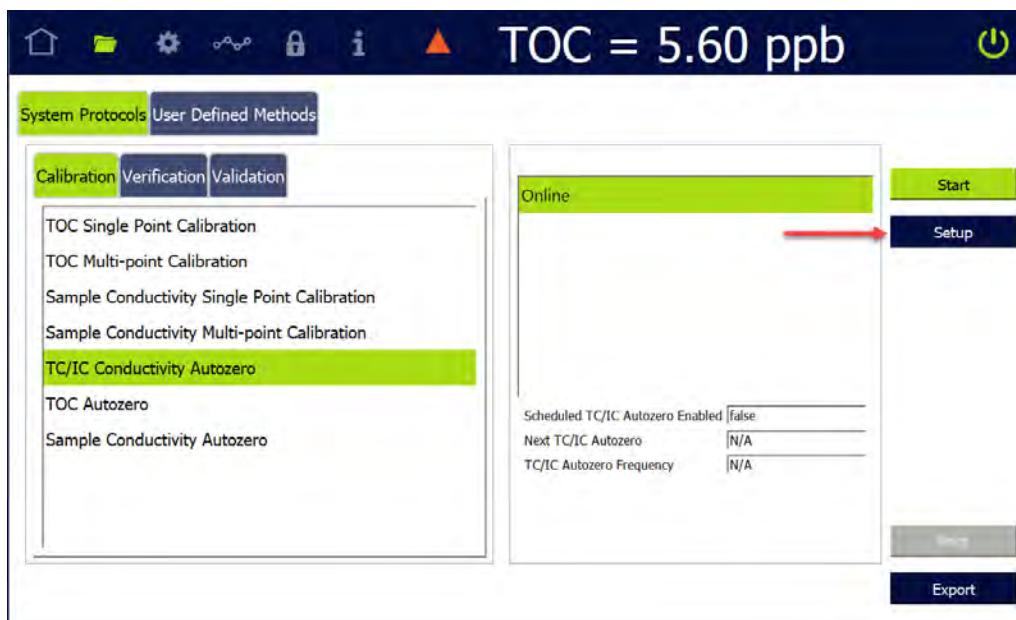 TOC = 5.60 ppb
System Protocols User Defined Methods
Calibration Verification Validation
TOC Single Point Calibration
TOC Multi-point Calibration
Sample Conductivity Single Point Calibration
Sample Conductivity Multi-point Calibration
TC/IC Conductivity Autozero
TOC Autozero
Sample Conductivity Autozero
Online
Scheduled TC/IC Autozero Enabled false
Next TC/IC Autozero N/A
TC/IC Autozero Frequency N/A
Start
Setup
Export